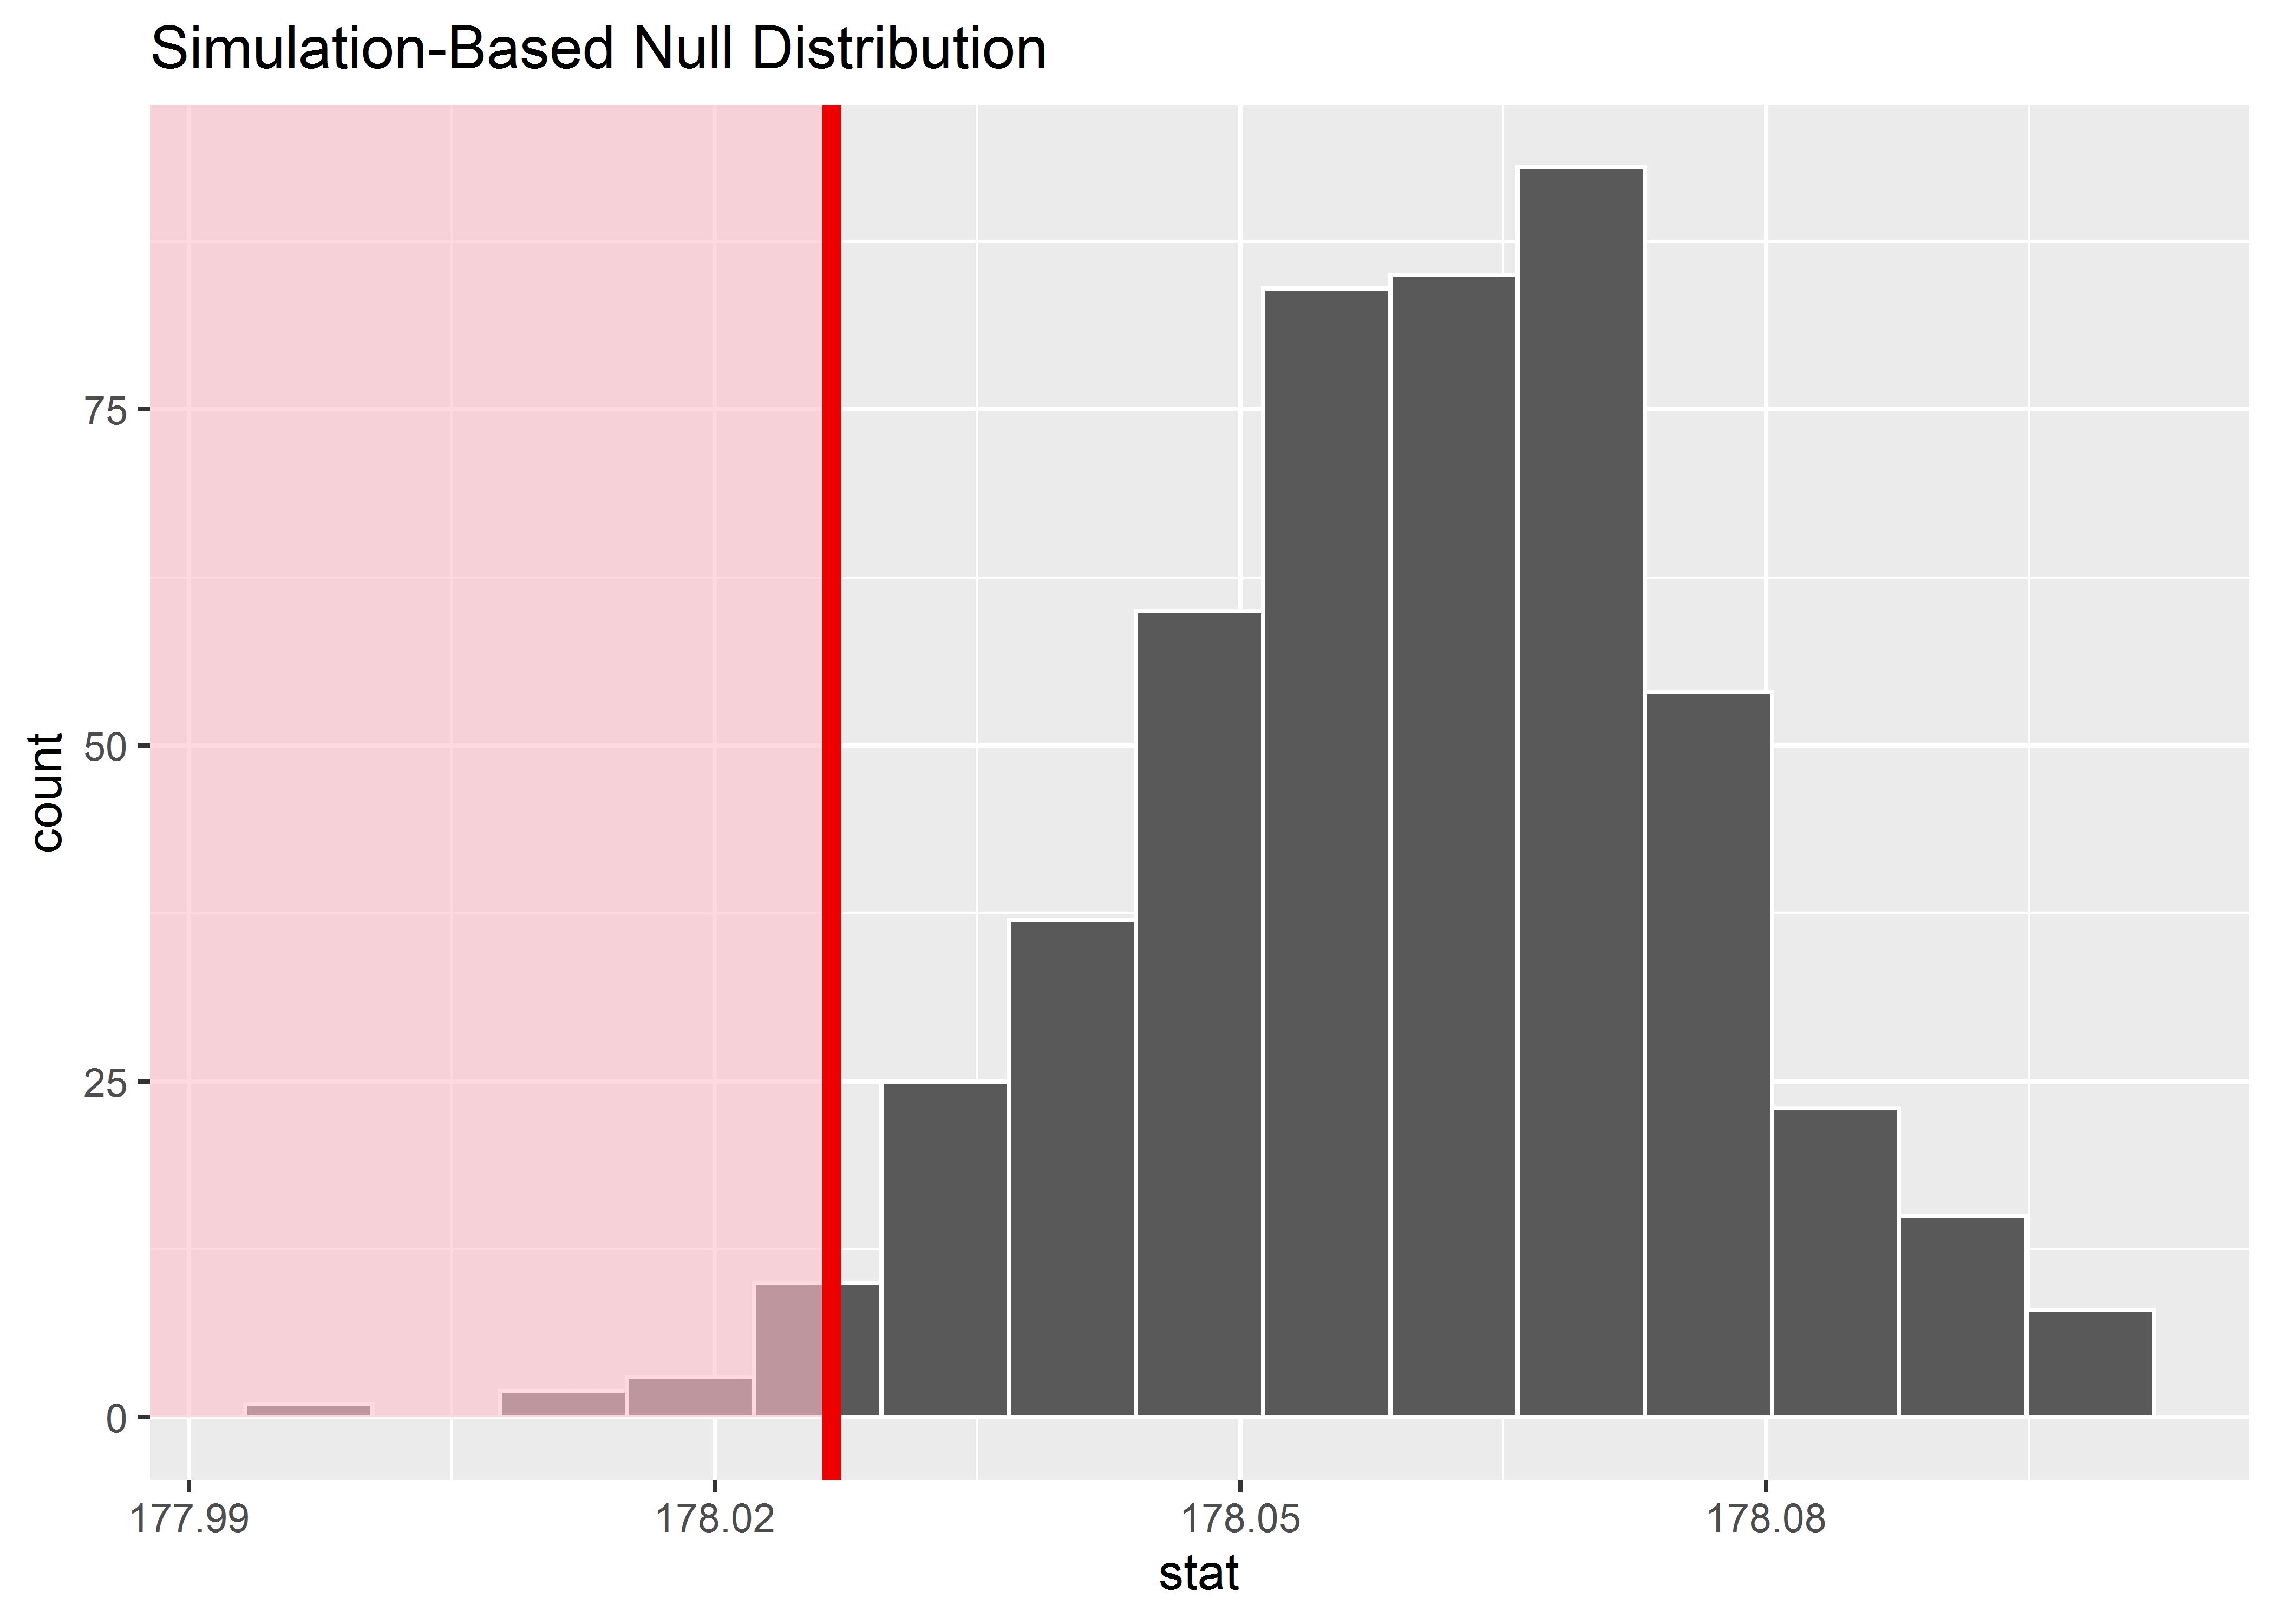 Simulation-Based Null Distribution
count
75
50
25
0
177.99 178.02 178.05 178.08
stat